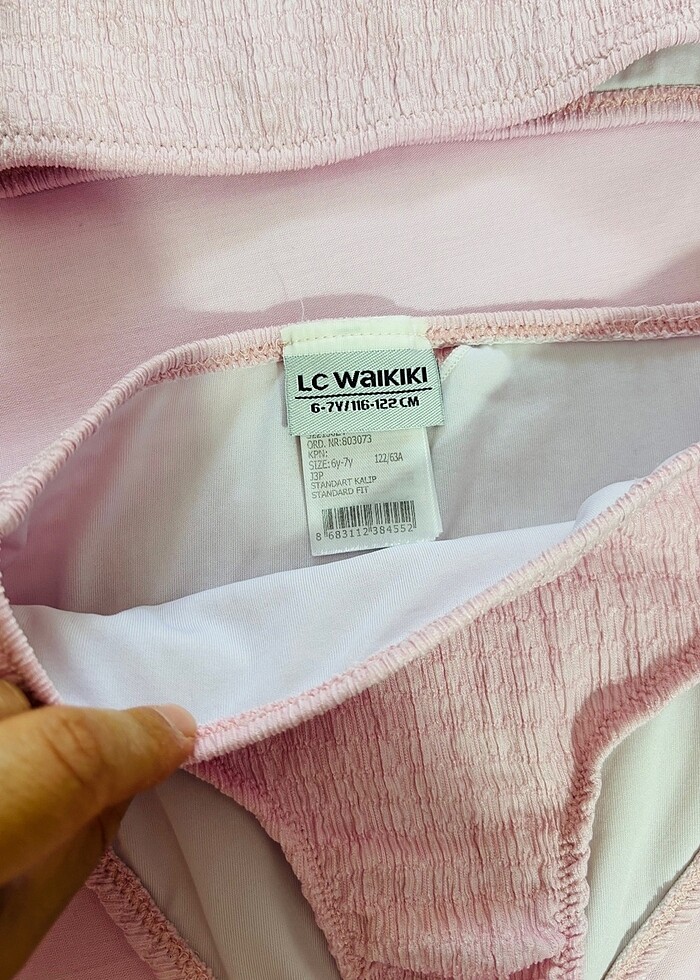 LC WaiKiKi
6-7Y/116-122 CM
ORD. NR:803073
KPN:
SIZE:6y-7y 122/63A
J3P
STANDART KALIP
STANDARD FIT
8 683112 384552